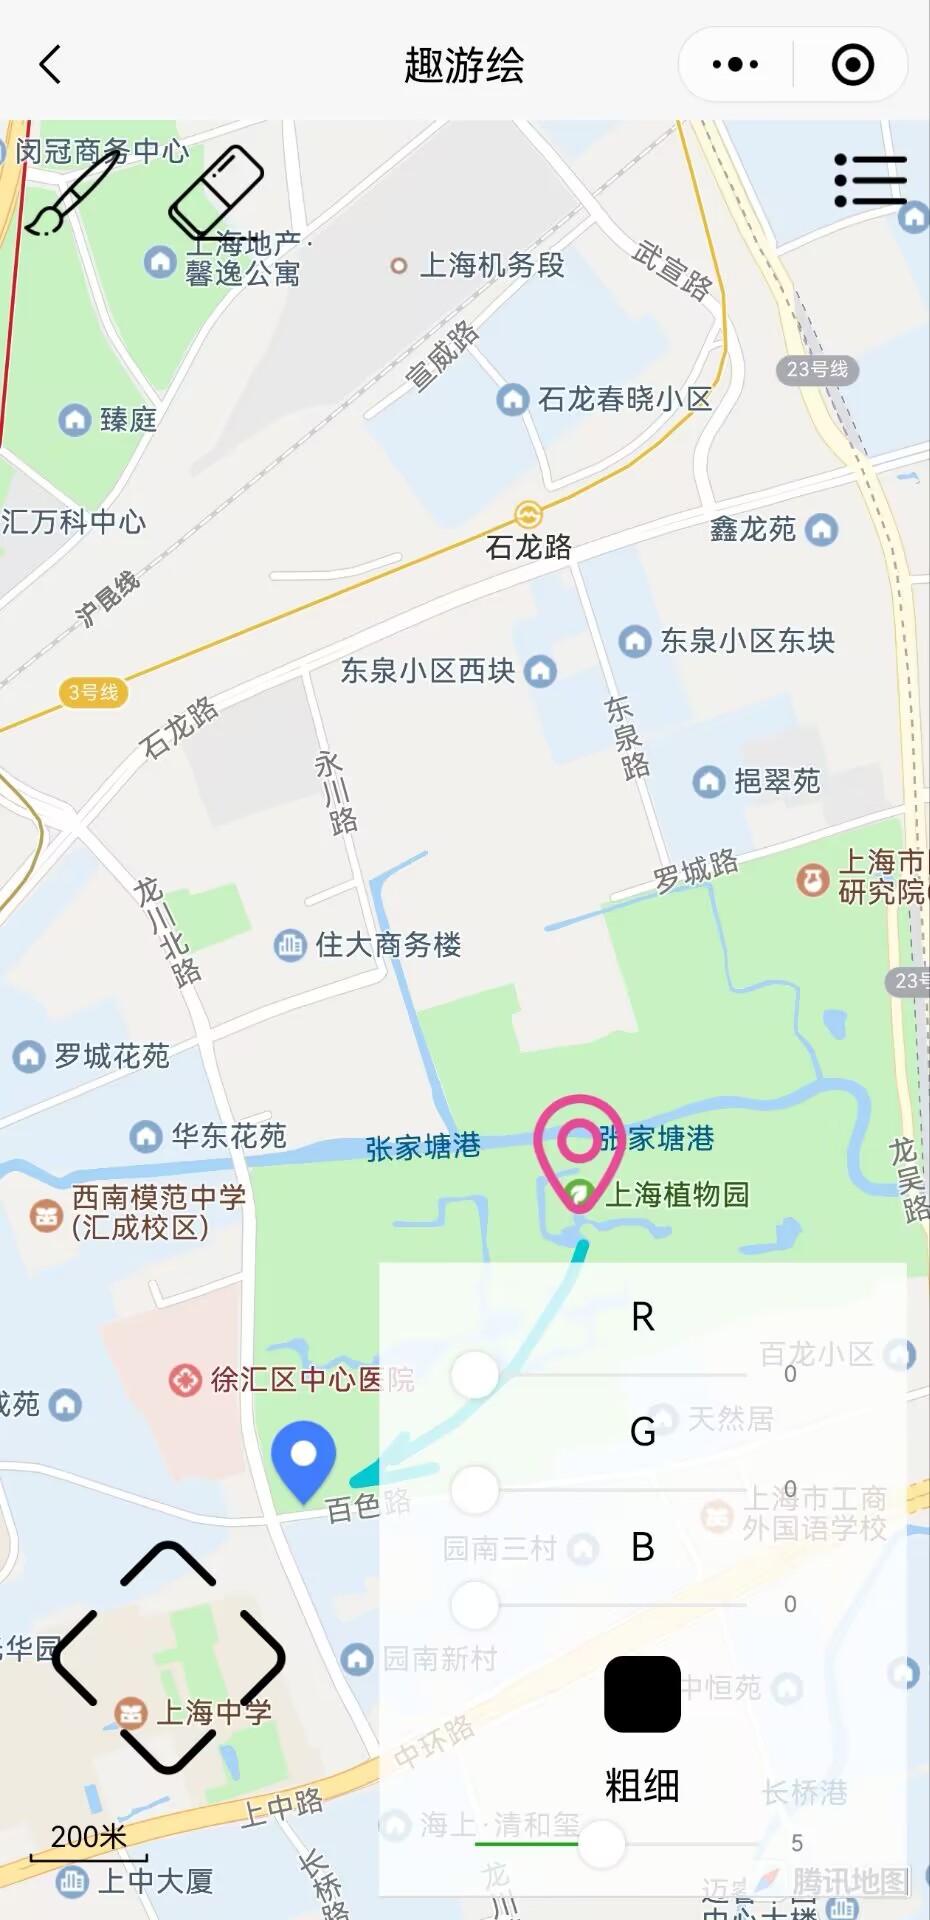 趣游绘
闵冠商务中心
上海地产·
馨逸公寓
上海机务段
武宣路
宣威路
23号线
石龙春晓小区
臻庭
汇万科中心
石龙路
鑫龙苑
沪昆线
东泉小区东块
东泉小区西块
3号线
石龙路
东泉路
永川路
挹翠苑
罗城路
上海市
研究院
龙川北路
住大商务楼
23号
罗城花苑
华东花苑
张家塘港
张家塘港
龙吴路
西南模范中学
(汇成校区)
上海植物园
R
百龙小区
0
徐汇区中心医院
苑
天然居
G
0
百色路
上海市工商
外国语学校
园南三村
B
0
华园
园南新村
中恒苑
上海中学
中环路
粗细
长桥港
上中路
海上·清和玺
5
200米
长桥路
龙川
上中大厦
腾讯地图